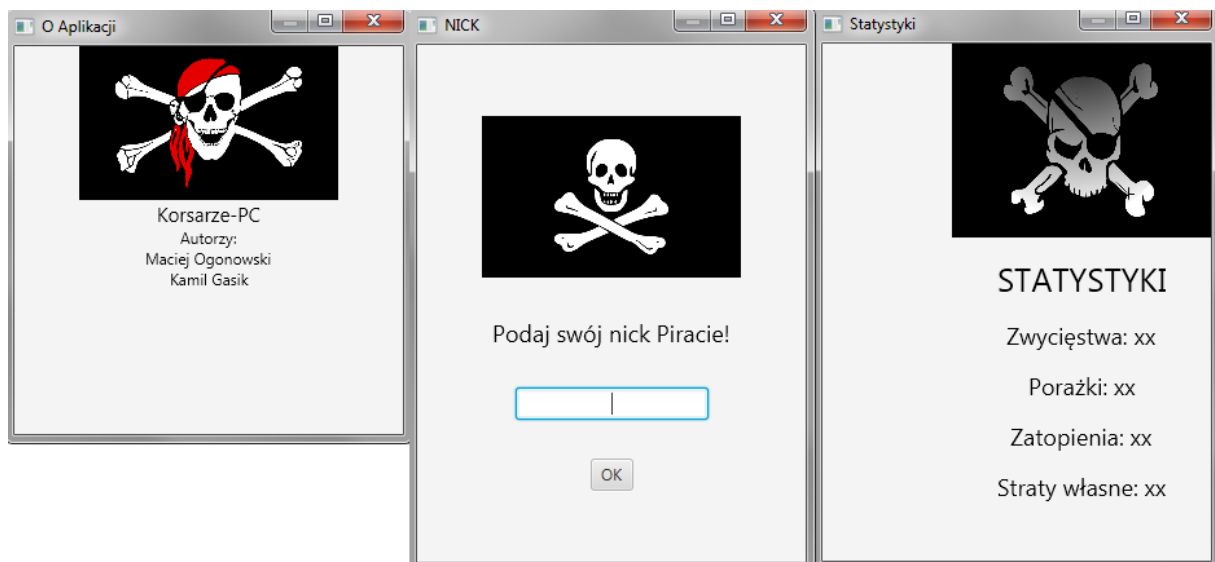 O Aplikacji
Korsarze-PC
Autorzy:
Maciej Ogonowski
Kamil Gasik
NICK
Podaj swój nick Piracie!
OK
Statystyki
STATYSTYKI
Zwycięstwa: xx
Porażki: xx
Zatopienia: xx
Straty własne: xx